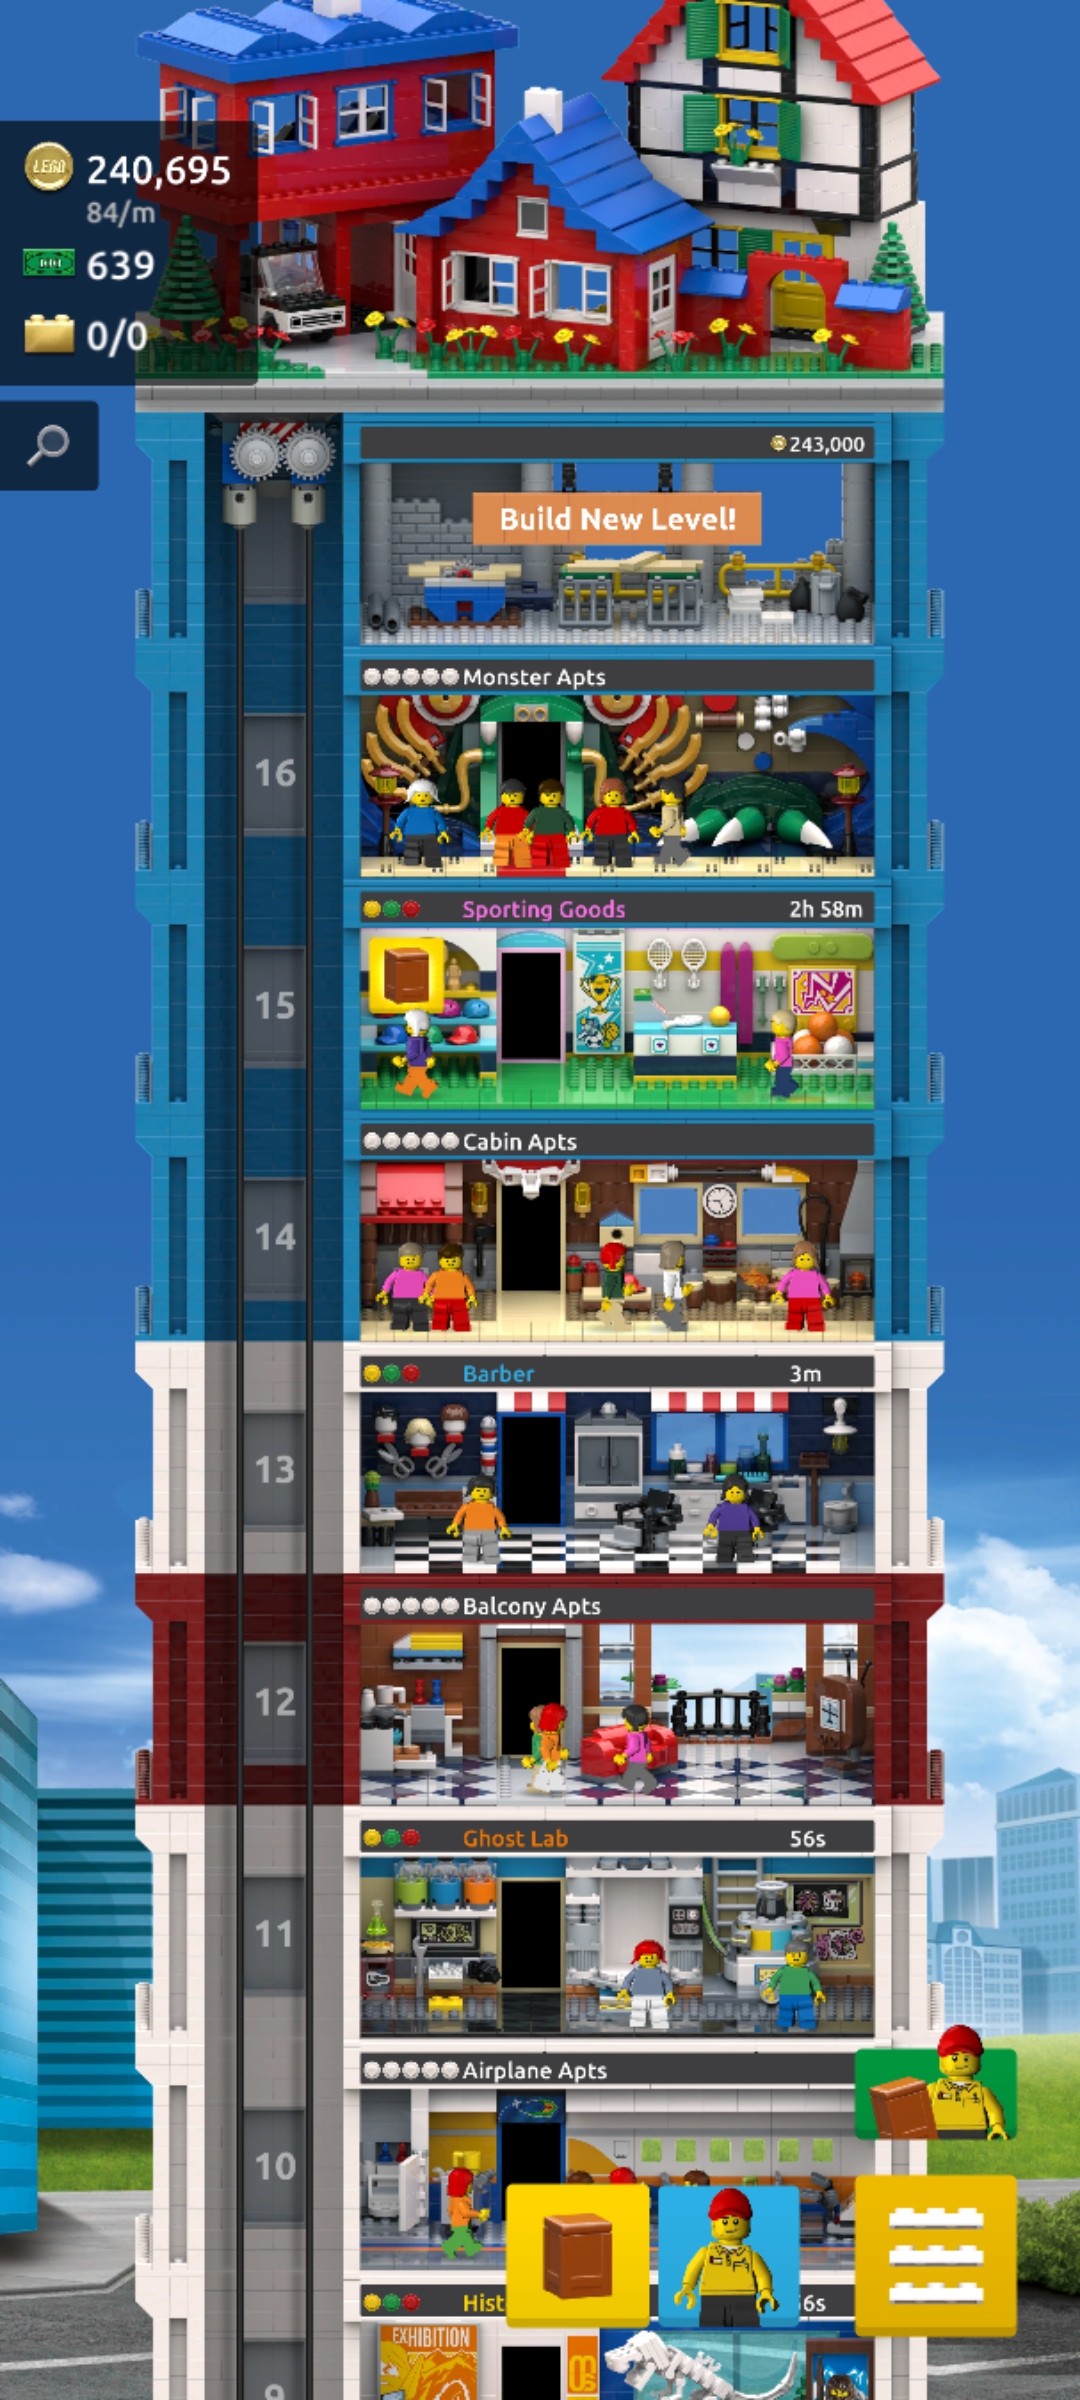 LEGO
240,695
84/m
639
0/0
243,000
Build New Level!
Monster Apts
16
Sporting Goods 2h 58m
15
Cabin Apts
14
Barber 3m
13
Balcony Apts
12
Ghost Lab 56s
11
Airplane Apts
10
Hist 6s
EXHIBITION
9